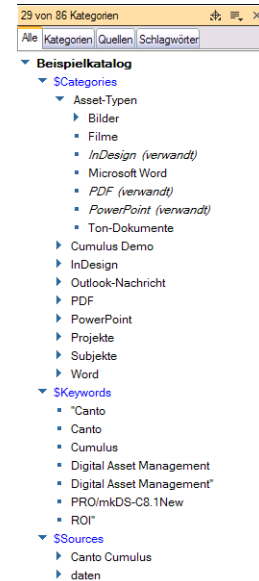 29 von 86 Kategorien
Alle Kategorien Quellen Schlagwörter
Beispielkatalog
$Categories
Asset-Typen
Bilder
Filme
InDesign (verwandt)
Microsoft Word
PDF (verwandt)
PowerPoint (verwandt)
Ton-Dokumente
Cumulus Demo
InDesign
Outlook-Nachricht
PDF
PowerPoint
Projekte
Subjekte
Word
$Keywords
"Canto
Canto
Cumulus
Digital Asset Management
Digital Asset Management"
PRO/mkDS-C8.1New
ROI"
$Sources
Canto Cumulus
daten